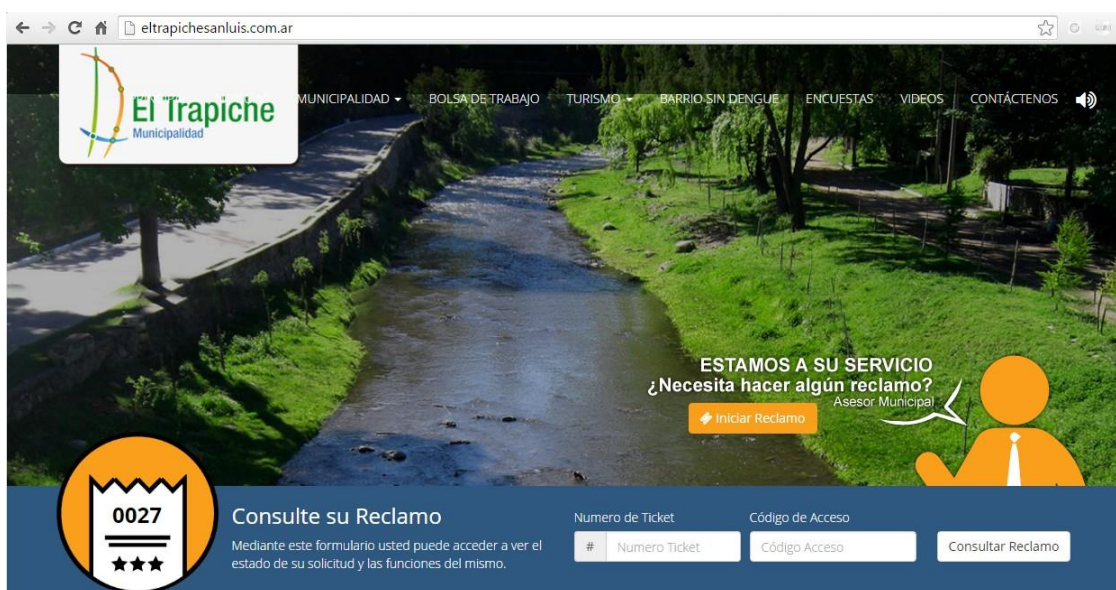 eltrapichesanluis.com.ar
El Trapiche
Municipalidad
MUNICIPALIDAD
BOLSA DE TRABAJO
TURISMO
BARRIO SIN DENGUE
ENCUESTAS
VIDEOS
CONTÁCTENOS
ESTAMOS A SU SERVICIO
¿Necesita hacer algún reclamo?
Asesor Municipal
Iniciar Reclamo
0027
Consulte su Reclamo
Mediante este formulario usted puede acceder a ver el
estado de su solicitud y las funciones del mismo.
Numero de Ticket
# Numero Ticket
Código de Acceso
Código Acceso
Consultar Reclamo